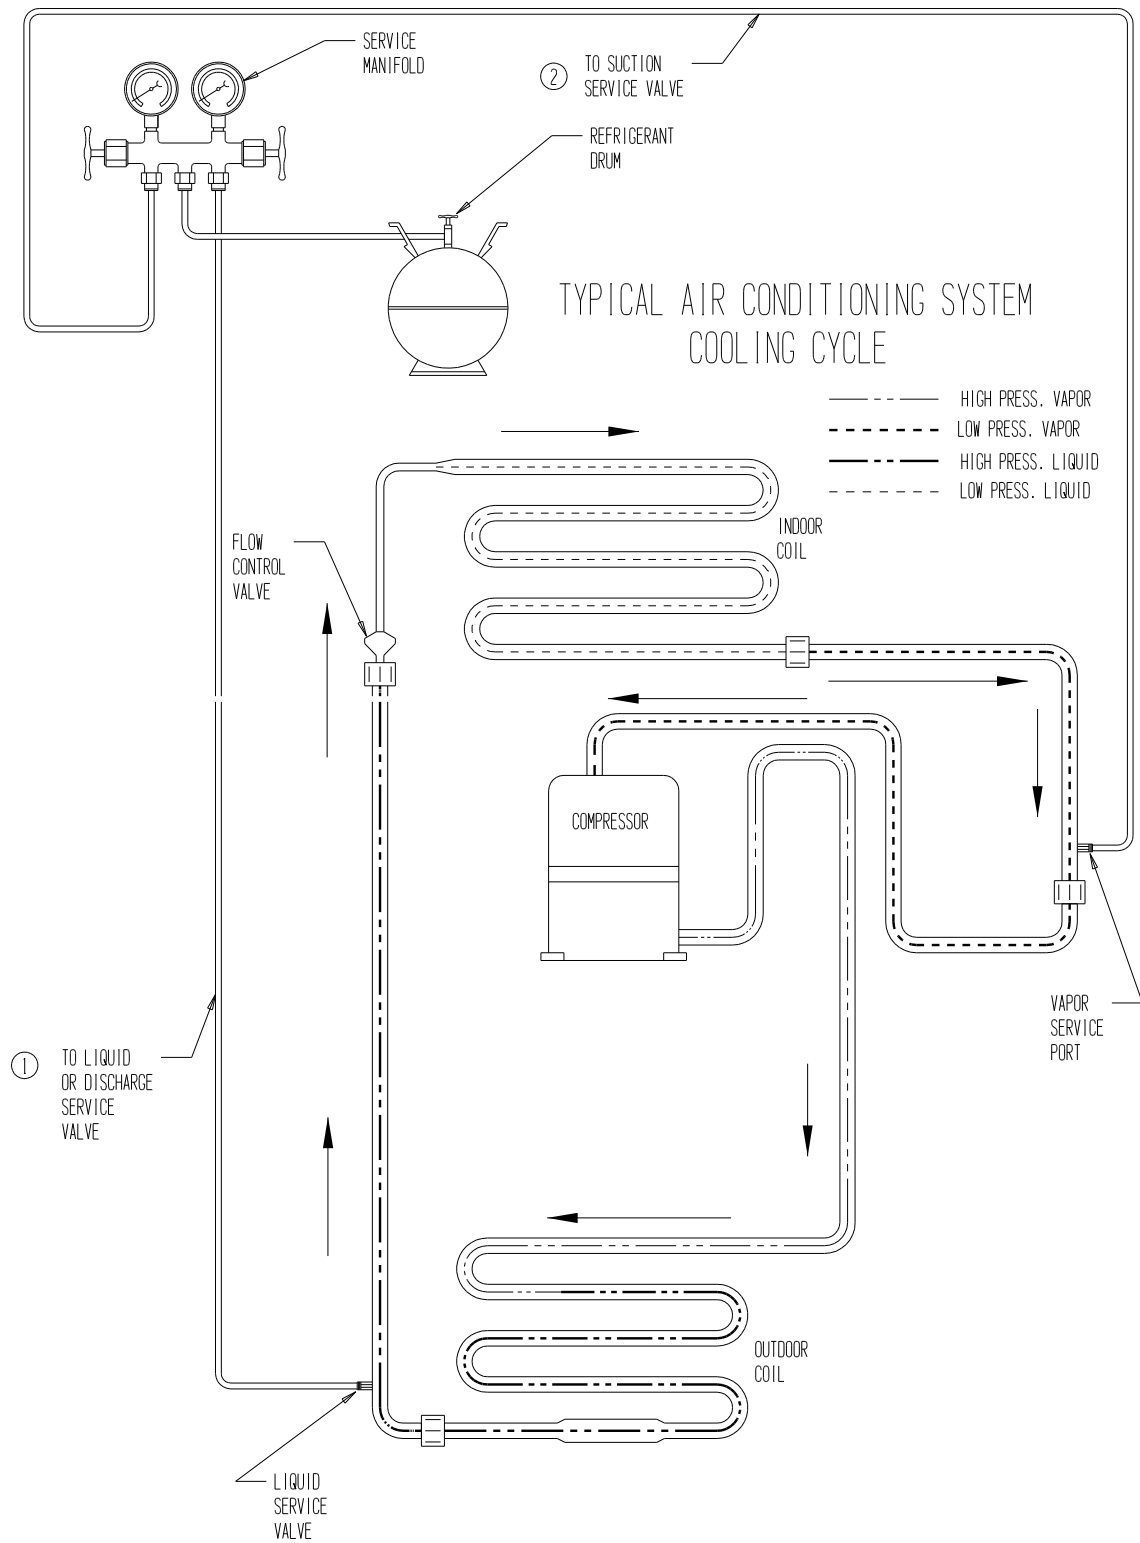 SERVICE
MANIFOLD
2
TO SUCTION
SERVICE VALVE
REFRIGERANT
DRUM
TYPICAL AIR CONDITIONING SYSTEM
COOLING CYCLE
HIGH PRESS. VAPOR
LOW PRESS. VAPOR
HIGH PRESS. LIQUID
LOW PRESS. LIQUID
INDOOR
COIL
FLOW
CONTROL
VALVE
COMPRESSOR
VAPOR
SERVICE
PORT
1
TO LIQUID
OR DISCHARGE
SERVICE
VALVE
OUTDOOR
COIL
LIQUID
SERVICE
VALVE